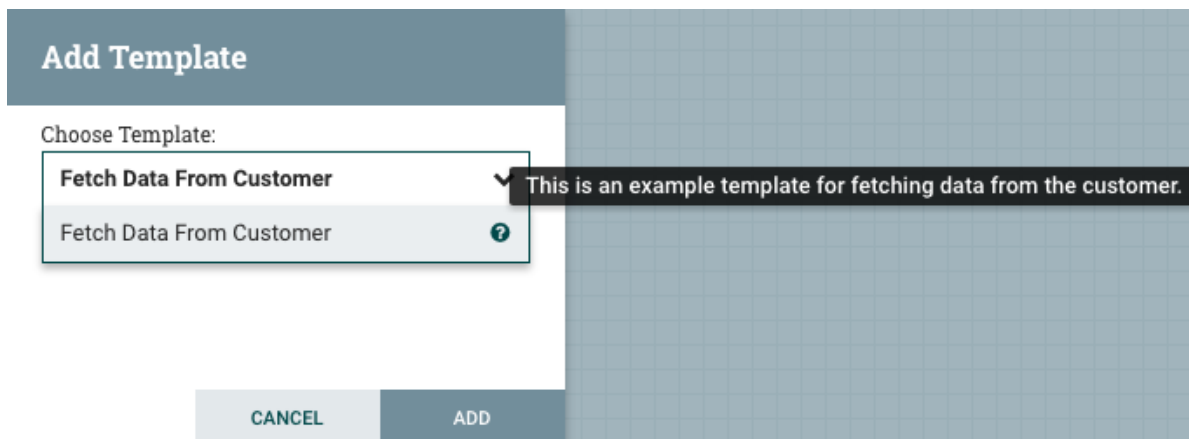 Add Template
Choose Template:
Fetch Data From Customer
This is an example template for fetching data from the customer.
Fetch Data From Customer
?
CANCEL
ADD